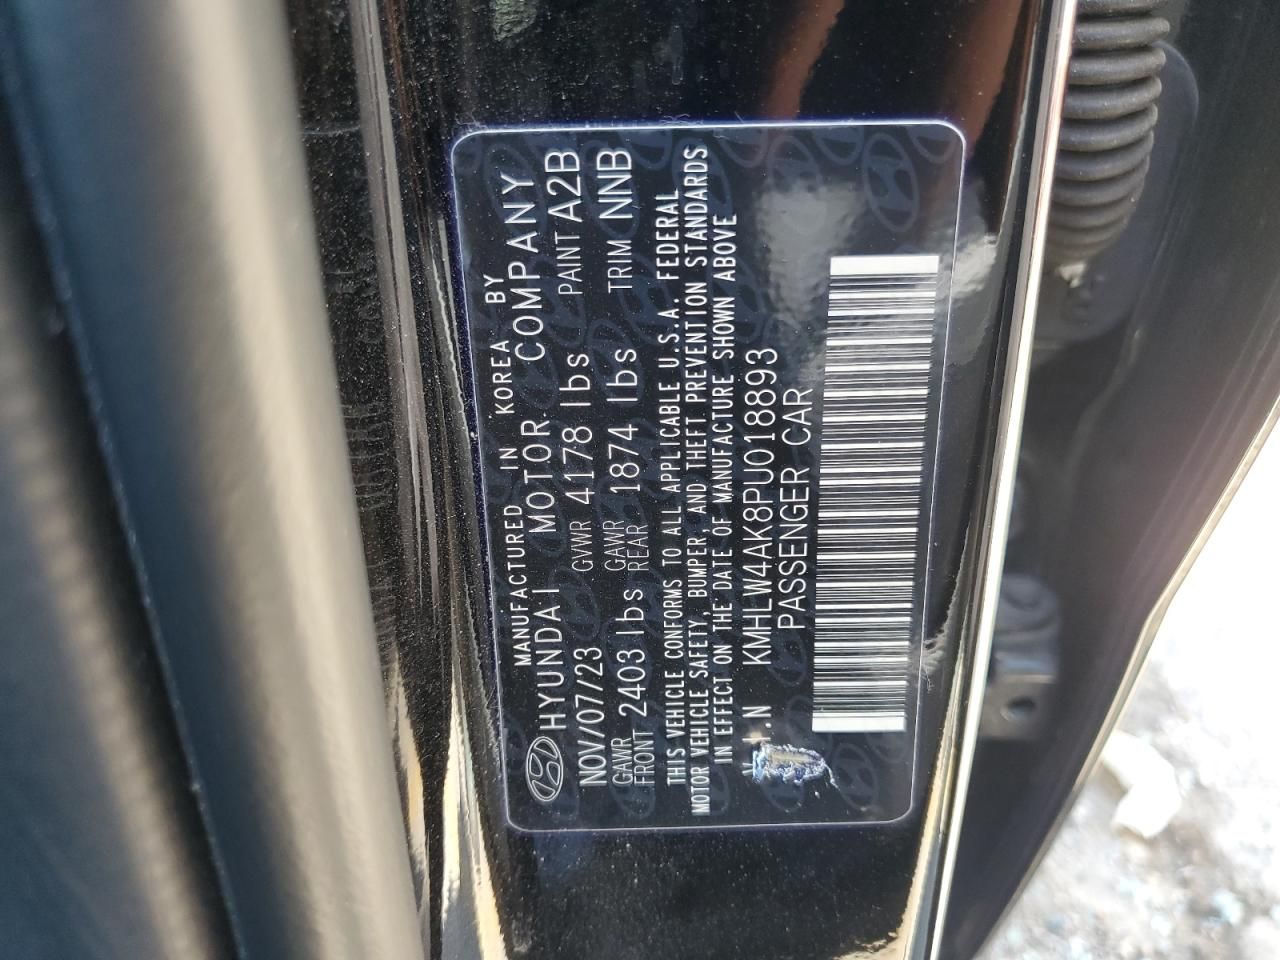 MANUFACTURED IN KOREA BY
HYUNDAI MOTOR COMPANY
NOV/07/23 GVWR 4178 lbs PAINT A2B
GAWR FRONT 2403 lbs GAWR REAR 1874 lbs TRIM NNB
THIS VEHICLE CONFORMS TO ALL APPLICABLE U.S.A. FEDERAL
MOTOR VEHICLE SAFETY, BUMPER, AND THEFT PREVENTION STANDARDS
IN EFFECT ON THE DATE OF MANUFACTURE SHOWN ABOVE
V.I.N KMHLW4AK8PU018893
PASSENGER CAR